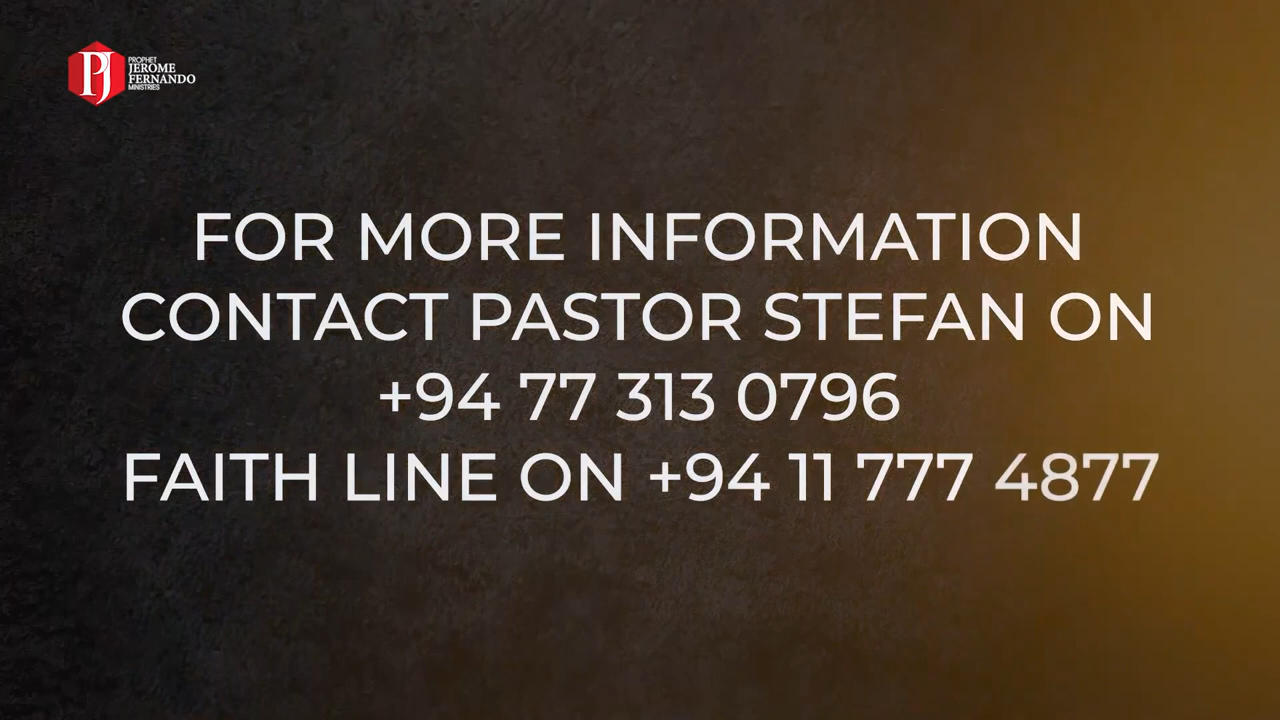 PJ
PROPHET
JEROME
FERNANDO
MINISTRIES
FOR MORE INFORMATION
CONTACT PASTOR STEFAN ON
+94 77 313 0796
FAITH LINE ON +94 11 777 4877